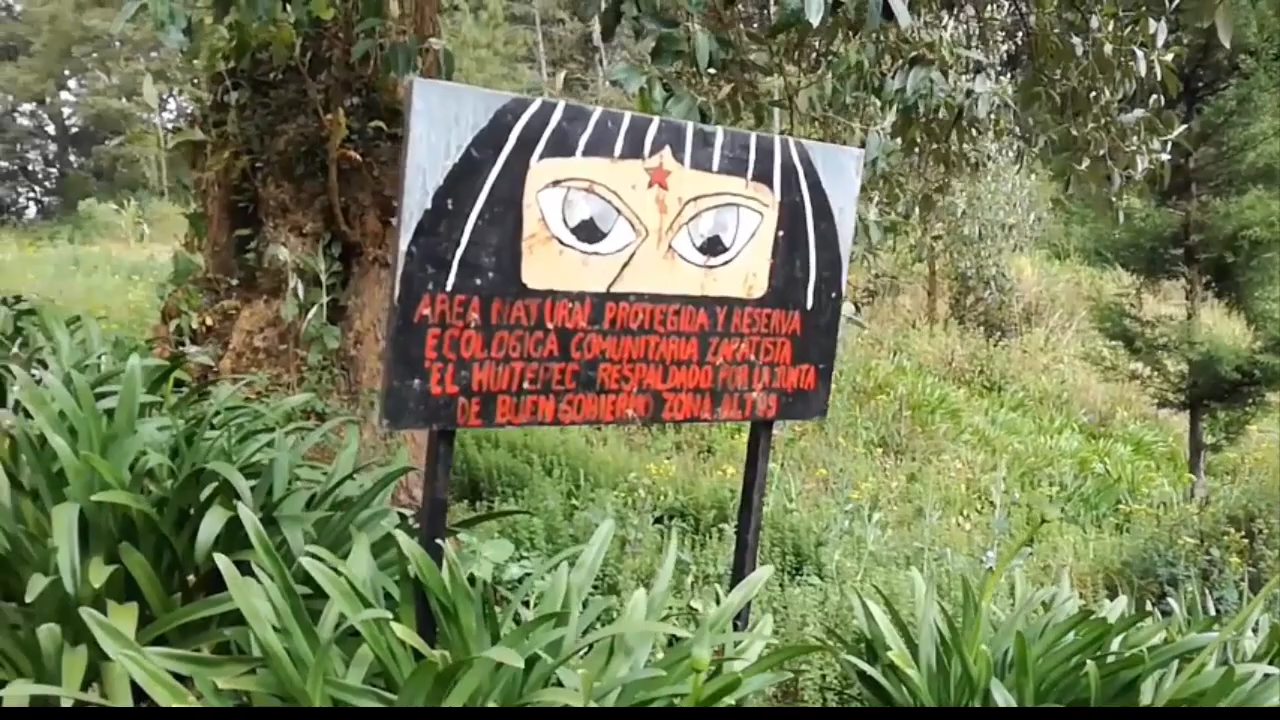 AREA NATURAL PROTEGIDA Y RESERVA
ECOLOGICA COMUNITARIA ZAPATISTA
"EL HUITEPEC RESPALDADO POR LA JUNTA
DE BUEN GOBIERNO ZONA ALTOS